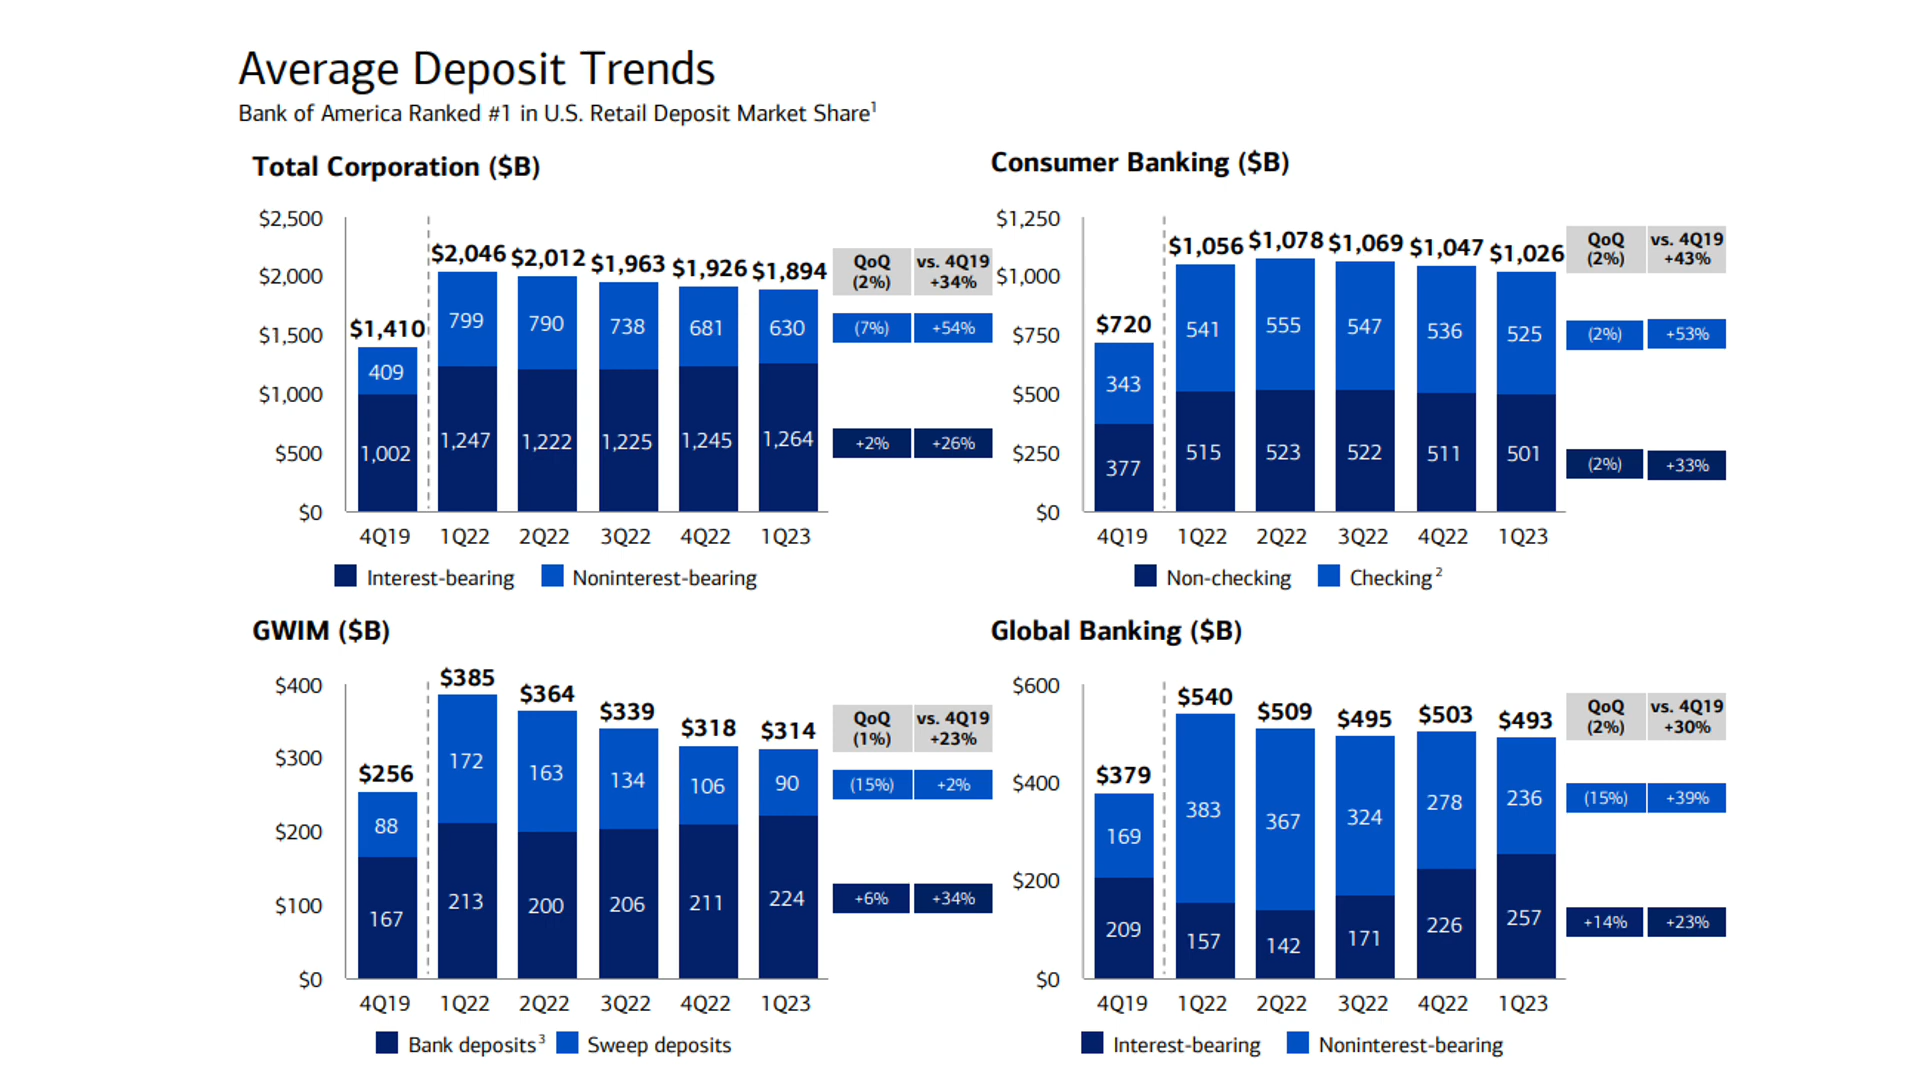 Average Deposit Trends
Bank of America Ranked #1 in U.S. Retail Deposit Market Share1
Total Corporation ($B)
$2,500
$2,000
$1,500
$1,000
$500
$0
$1,410 $2,046 $2,012 $1,963 $1,926 $1,894
409 799 790 738 681 630
1,002 1,247 1,222 1,225 1,245 1,264
4Q19 1Q22 2Q22 3Q22 4Q22 1Q23
QoQ vs. 4Q19
(2%) +34%
(7%) +54%
+2% +26%
Interest-bearing Noninterest-bearing
Consumer Banking ($B)
$1,250
$1,000
$750
$500
$250
$0
$720 $1,056 $1,078 $1,069 $1,047 $1,026
343 541 555 547 536 525
377 515 523 522 511 501
4Q19 1Q22 2Q22 3Q22 4Q22 1Q23
QoQ vs. 4Q19
(2%) +43%
(2%) +53%
(2%) +33%
Non-checking Checking2
GWIM ($B)
$400
$300
$200
$100
$0
$256 $385 $364 $339 $318 $314
88 172 163 134 106 90
167 213 200 206 211 224
4Q19 1Q22 2Q22 3Q22 4Q22 1Q23
QoQ vs. 4Q19
(1%) +23%
(15%) +2%
+6% +34%
Bank deposits3 Sweep deposits
Global Banking ($B)
$600
$400
$200
$0
$379 $540 $509 $495 $503 $493
169 383 367 324 278 236
209 157 142 171 226 257
4Q19 1Q22 2Q22 3Q22 4Q22 1Q23
QoQ vs. 4Q19
(2%) +30%
(15%) +39%
+14% +23%
Interest-bearing Noninterest-bearing